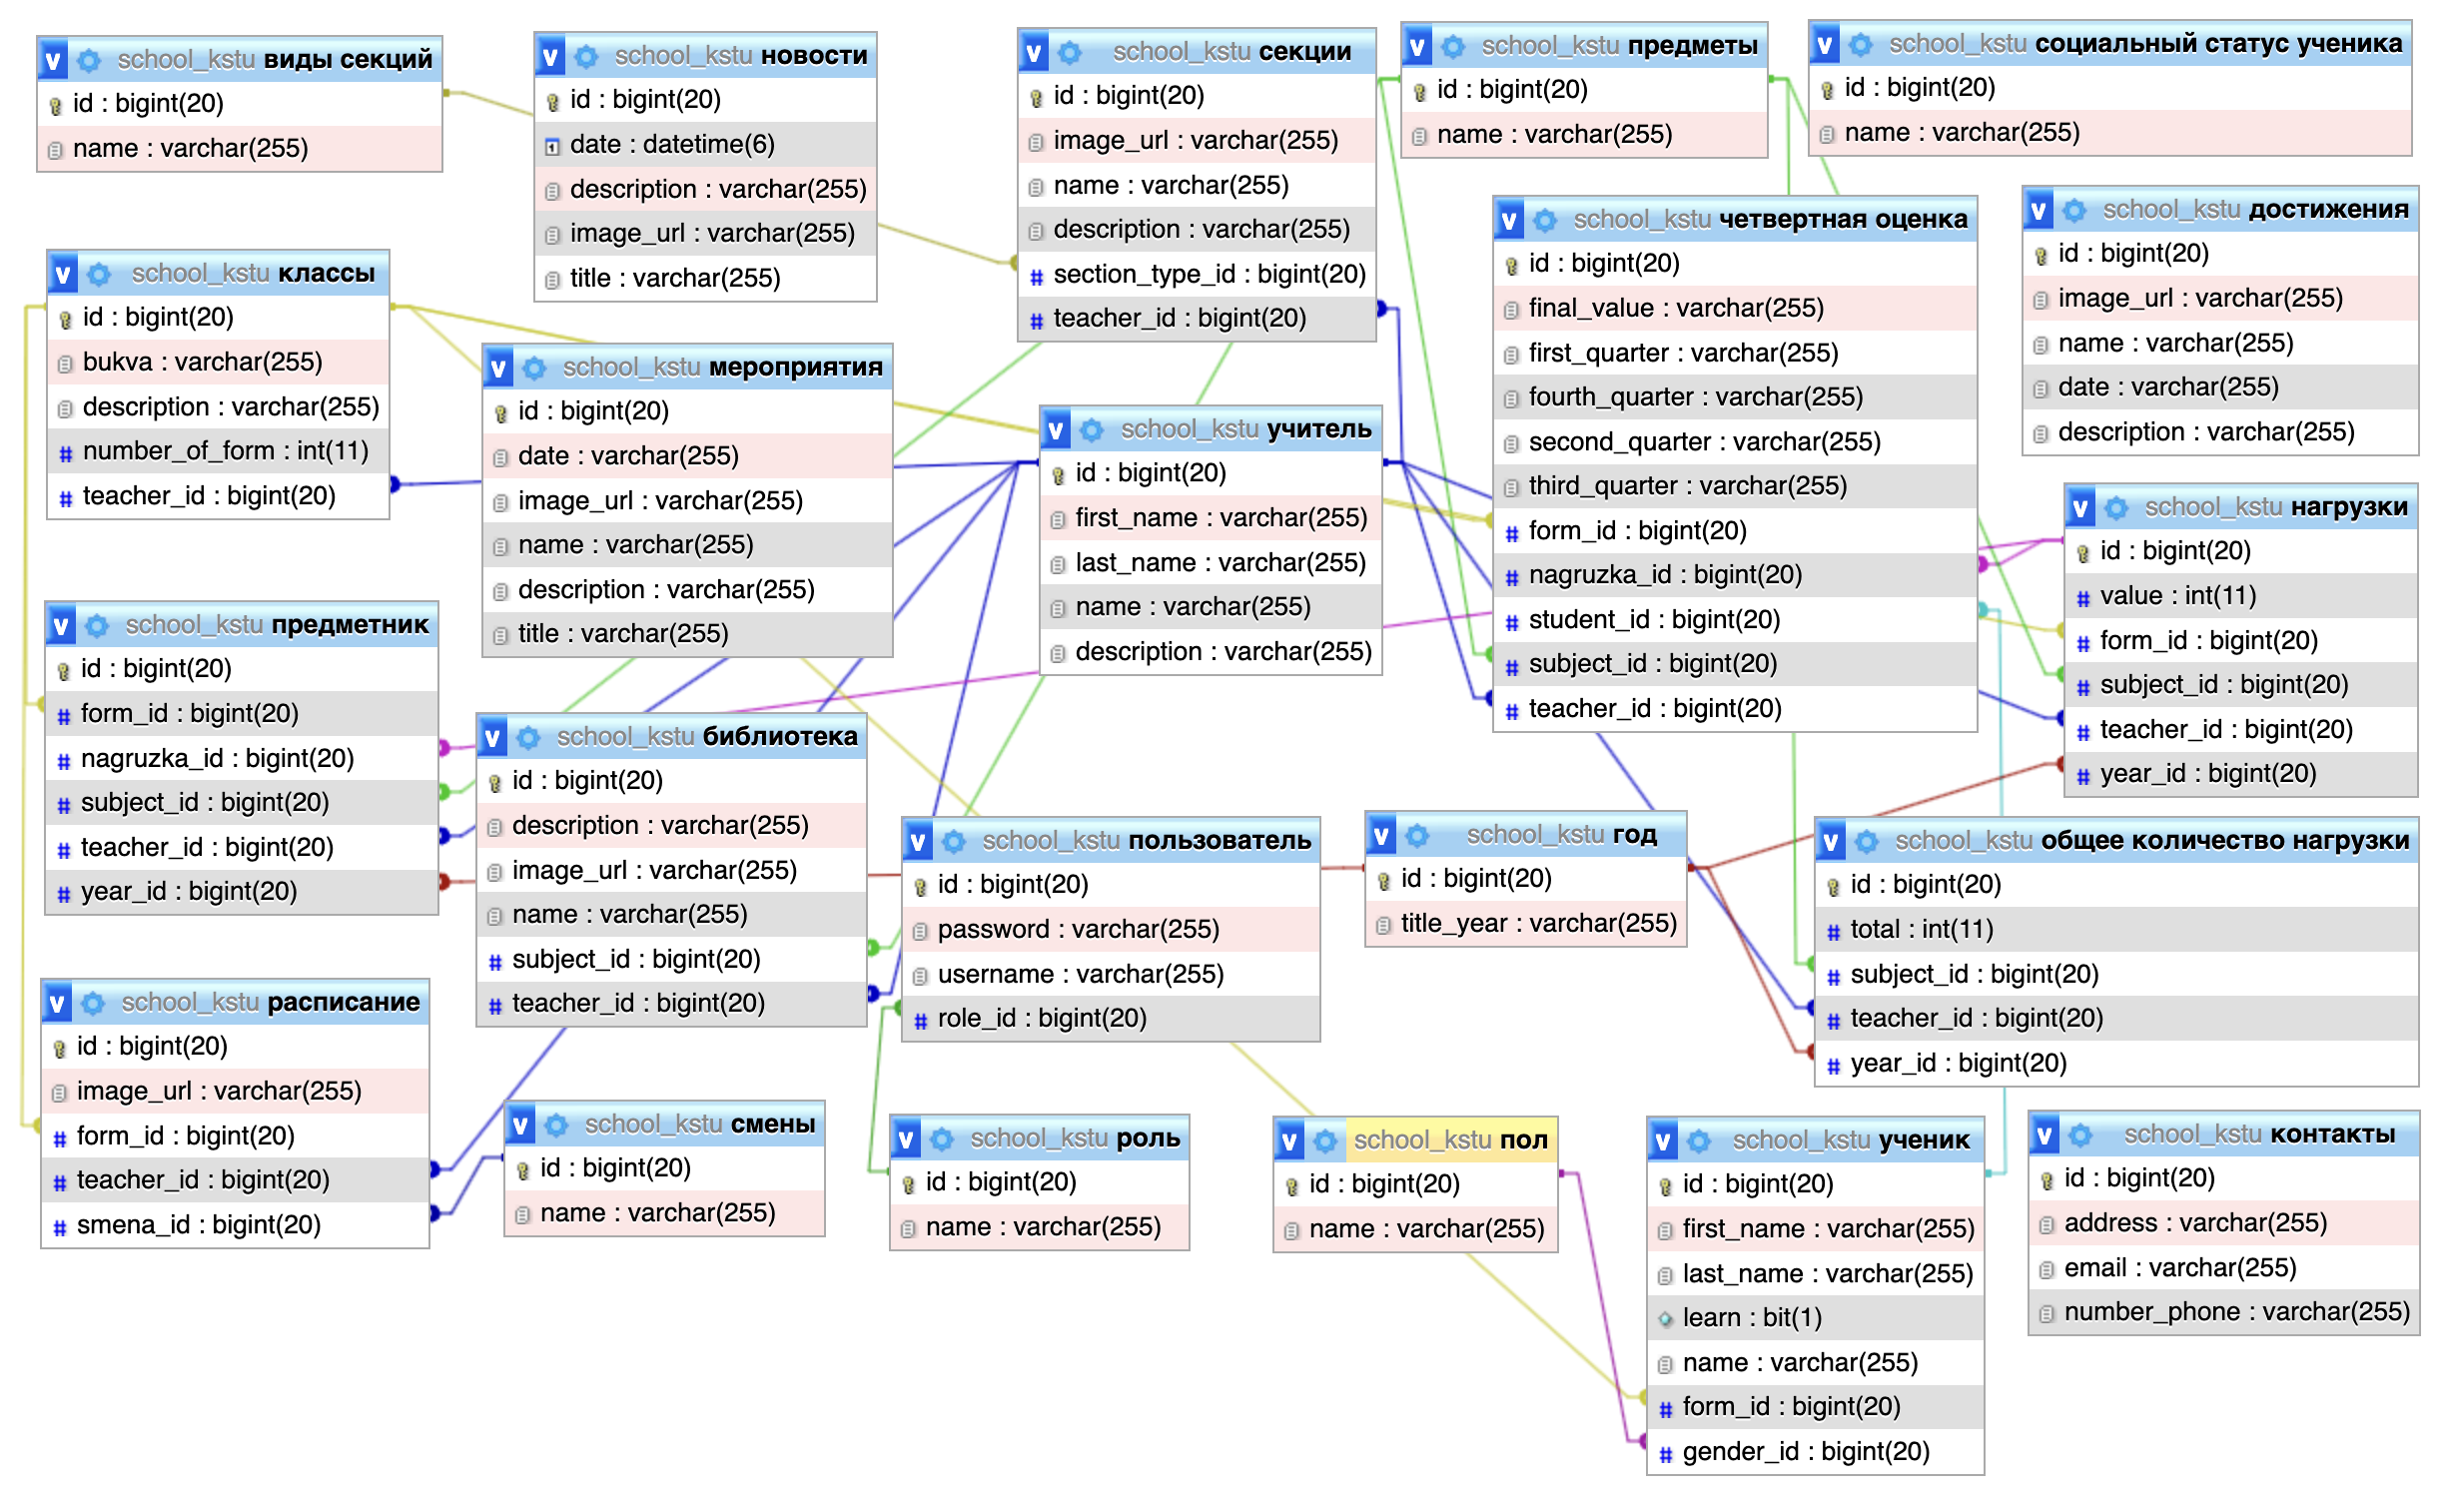 school_kstu виды секций
id : bigint(20)
name : varchar(255)
school_kstu новости
id : bigint(20)
date : datetime(6)
description : varchar(255)
image_url : varchar(255)
title : varchar(255)
school_kstu секции
id : bigint(20)
image_url : varchar(255)
name : varchar(255)
description : varchar(255)
section_type_id : bigint(20)
teacher_id : bigint(20)
school_kstu предметы
id : bigint(20)
name : varchar(255)
school_kstu социальный статус ученика
id : bigint(20)
name : varchar(255)
school_kstu четвертная оценка
id : bigint(20)
final_value : varchar(255)
first_quarter : varchar(255)
fourth_quarter : varchar(255)
second_quarter : varchar(255)
third_quarter : varchar(255)
form_id : bigint(20)
nagruzka_id : bigint(20)
student_id : bigint(20)
subject_id : bigint(20)
teacher_id : bigint(20)
school_kstu достижения
id : bigint(20)
image_url : varchar(255)
name : varchar(255)
date : varchar(255)
description : varchar(255)
school_kstu классы
id : bigint(20)
bukva : varchar(255)
description : varchar(255)
number_of_form : int(11)
teacher_id : bigint(20)
school_kstu мероприятия
id : bigint(20)
date : varchar(255)
image_url : varchar(255)
name : varchar(255)
description : varchar(255)
title : varchar(255)
school_kstu учитель
id : bigint(20)
first_name : varchar(255)
last_name : varchar(255)
name : varchar(255)
description : varchar(255)
school_kstu нагрузки
id : bigint(20)
value : int(11)
form_id : bigint(20)
subject_id : bigint(20)
teacher_id : bigint(20)
year_id : bigint(20)
school_kstu предметник
id : bigint(20)
form_id : bigint(20)
nagruzka_id : bigint(20)
subject_id : bigint(20)
teacher_id : bigint(20)
year_id : bigint(20)
school_kstu библиотека
id : bigint(20)
description : varchar(255)
image_url : varchar(255)
name : varchar(255)
subject_id : bigint(20)
teacher_id : bigint(20)
school_kstu пользователь
id : bigint(20)
password : varchar(255)
username : varchar(255)
role_id : bigint(20)
school_kstu год
id : bigint(20)
title_year : varchar(255)
school_kstu общее количество нагрузки
id : bigint(20)
total : int(11)
subject_id : bigint(20)
teacher_id : bigint(20)
year_id : bigint(20)
school_kstu расписание
id : bigint(20)
image_url : varchar(255)
form_id : bigint(20)
teacher_id : bigint(20)
smena_id : bigint(20)
school_kstu смены
id : bigint(20)
name : varchar(255)
school_kstu роль
id : bigint(20)
name : varchar(255)
school_kstu пол
id : bigint(20)
name : varchar(255)
school_kstu ученик
id : bigint(20)
first_name : varchar(255)
last_name : varchar(255)
learn : bit(1)
name : varchar(255)
form_id : bigint(20)
gender_id : bigint(20)
school_kstu контакты
id : bigint(20)
address : varchar(255)
email : varchar(255)
number_phone : varchar(255)